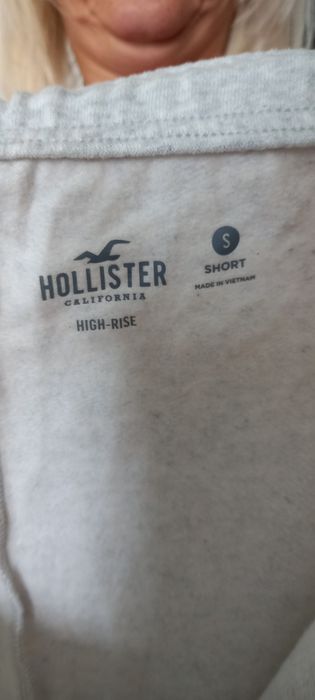 HOLLISTER
CALIFORNIA
HIGH-RISE
S
SHORT
MADE IN VIETNAM